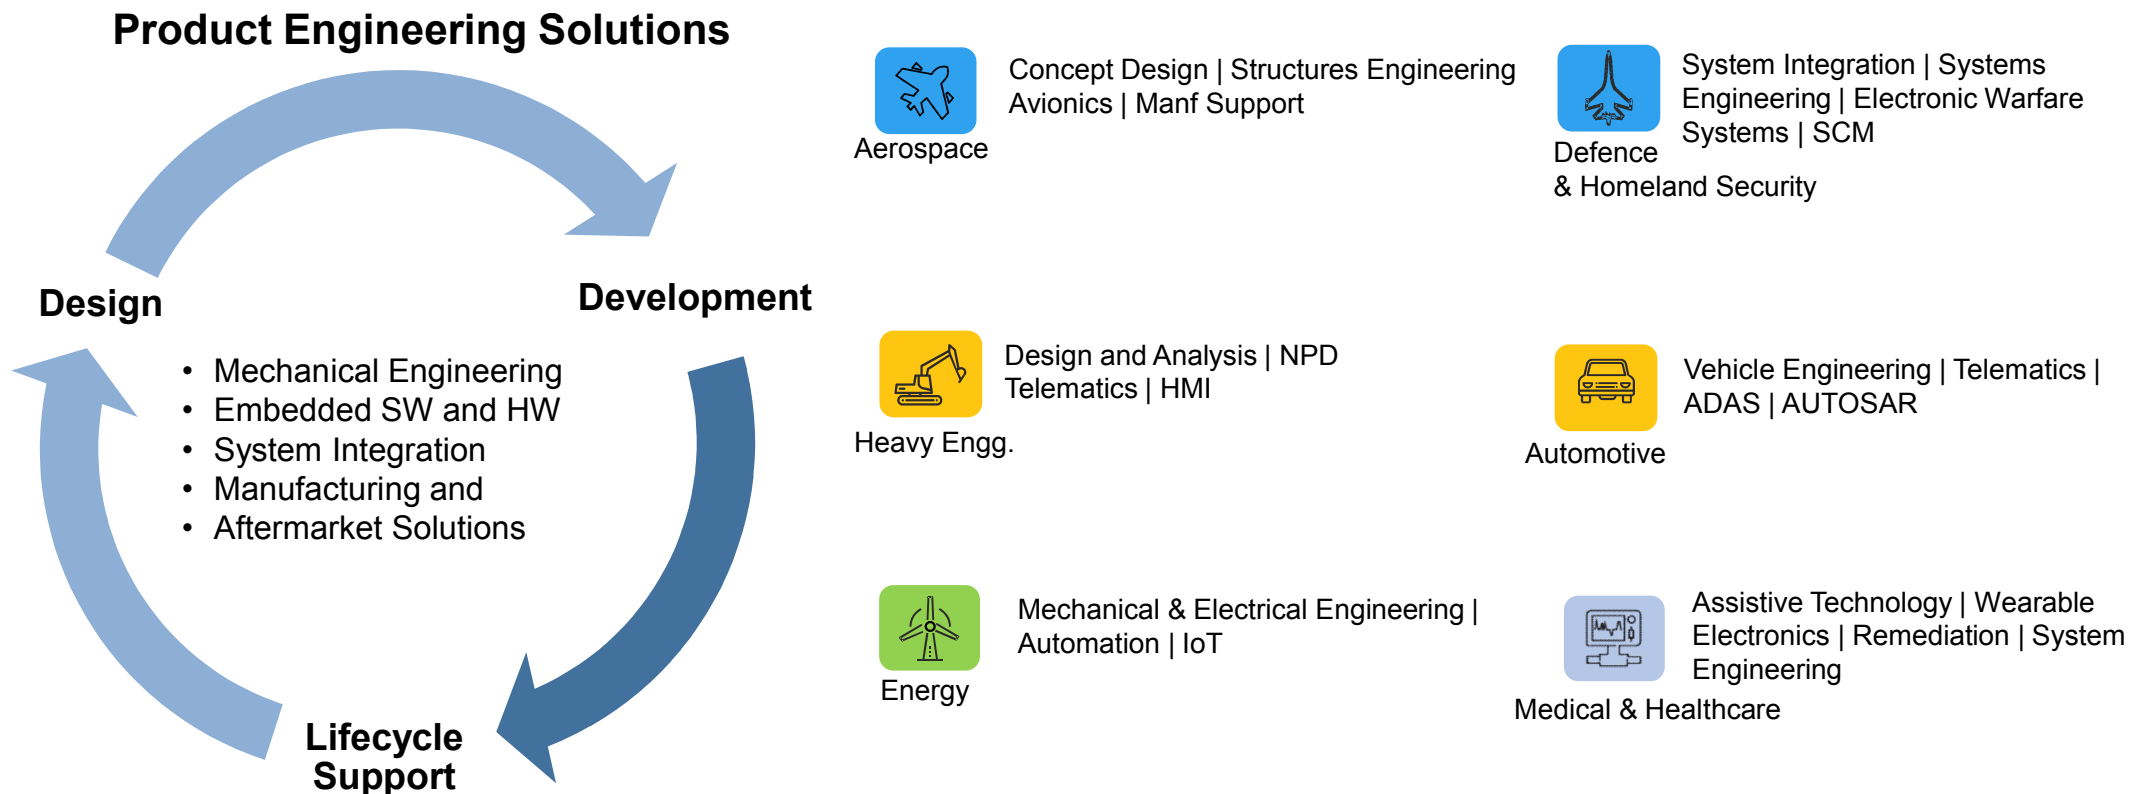 Product Engineering Solutions
Design
Development
• Mechanical Engineering
• Embedded SW and HW
• System Integration
• Manufacturing and
• Aftermarket Solutions
Lifecycle
Support
Concept Design | Structures Engineering
Avionics | Manf Support
Aerospace
System Integration | Systems
Engineering | Electronic Warfare
Systems | SCM
Defence
& Homeland Security
Design and Analysis | NPD
Telematics | HMI
Heavy Engg.
Vehicle Engineering | Telematics |
ADAS | AUTOSAR
Automotive
Mechanical & Electrical Engineering |
Automation | IoT
Energy
Assistive Technology | Wearable
Electronics | Remediation | System
Engineering
Medical & Healthcare